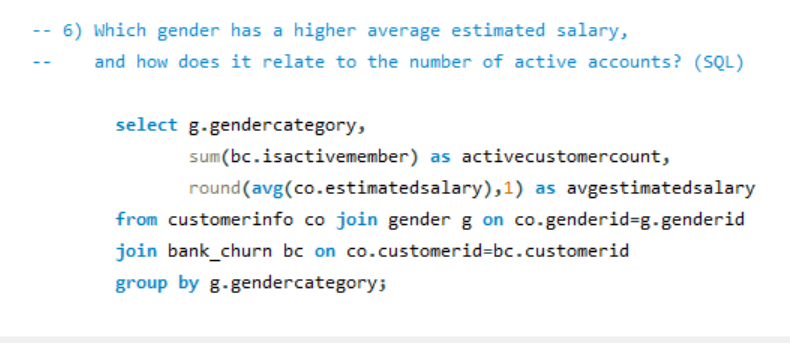 -- 6) Which gender has a higher average estimated salary,
--    and how does it relate to the number of active accounts? (SQL)
select g.gendercategory,
sum(bc.isactivemember) as activecustomercount,
round(avg(co.estimatedsalary),1) as avgestimatedsalary
from customerinfo co join gender g on co.genderid=g.genderid
join bank_churn bc on co.customerid=bc.customerid
group by g.gendercategory;